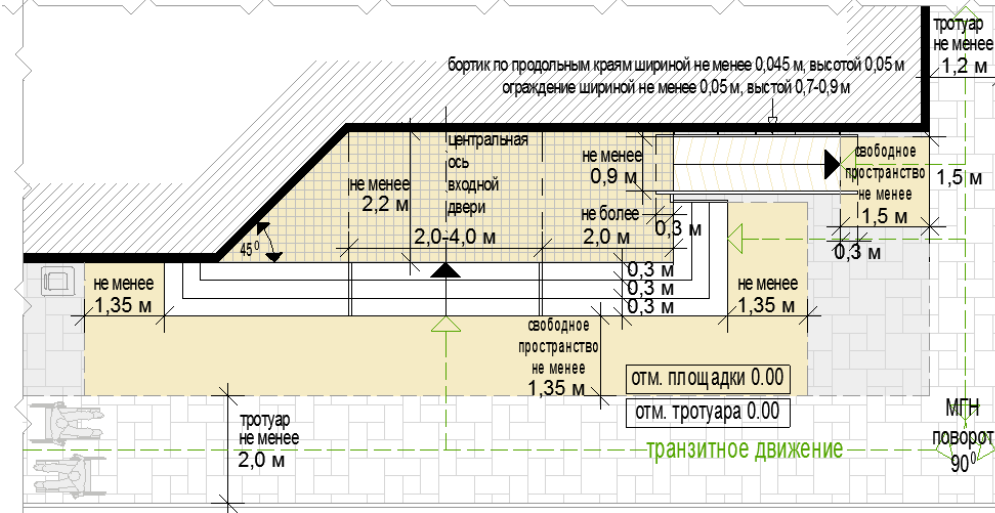 тротуар
не менее
1,2 м
бортик по продольным краям шириной не менее 0,045 м, высотой 0,05 м
ограждение шириной не менее 0,05 м, выстой 0,7-0,9 м
центральная
ось
входной
двери
не менее
2,2 м
не менее
0,9 м
свободное
пространство
не менее
1,5 м
1,5 м
не более
0,3 м
45⁰
2,0-4,0 м
2,0 м
0,3 м
0,3 м
0,3 м
0,3 м
не менее
1,35 м
не менее
1,35 м
свободное
пространство
не менее
1,35 м
отм. площадки 0.00
отм. тротуара 0.00
тротуар
не менее
2,0 м
транзитное движение
МГН
поворот
90⁰